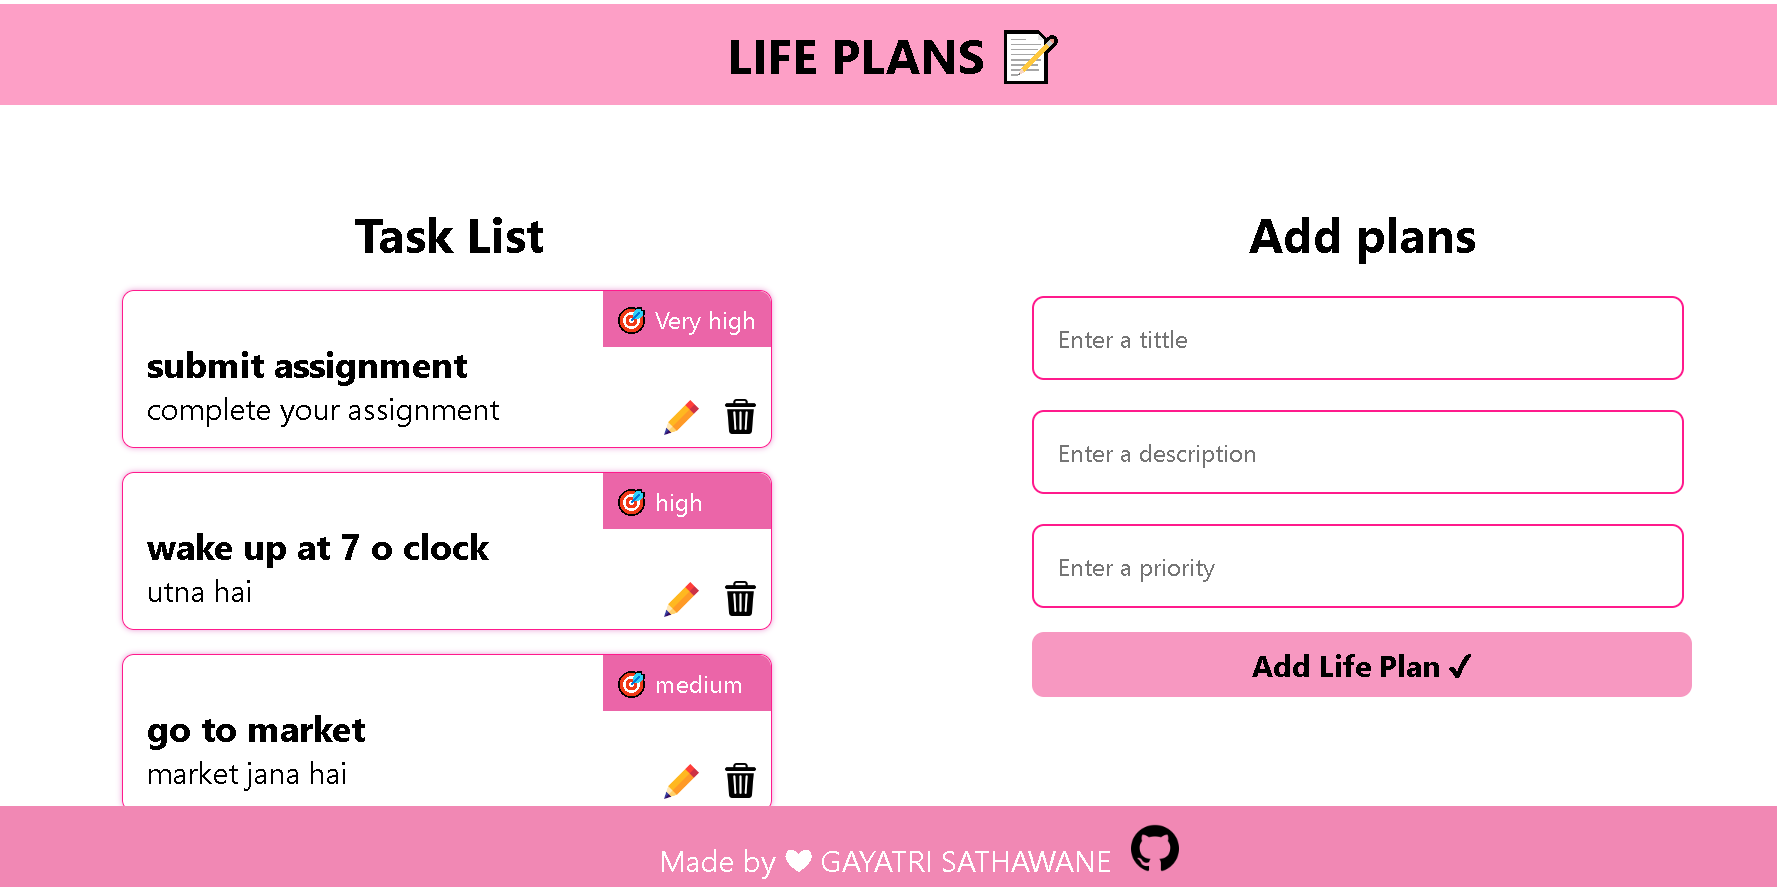 LIFE PLANS
Task List
Very high
submit assignment
complete your assignment
high
wake up at 7 o clock
utna hai
medium
go to market
market jana hai
Add plans
Enter a tittle
Enter a description
Enter a priority
Add Life Plan ✓
Made by ♥ GAYATRI SATHAWANE